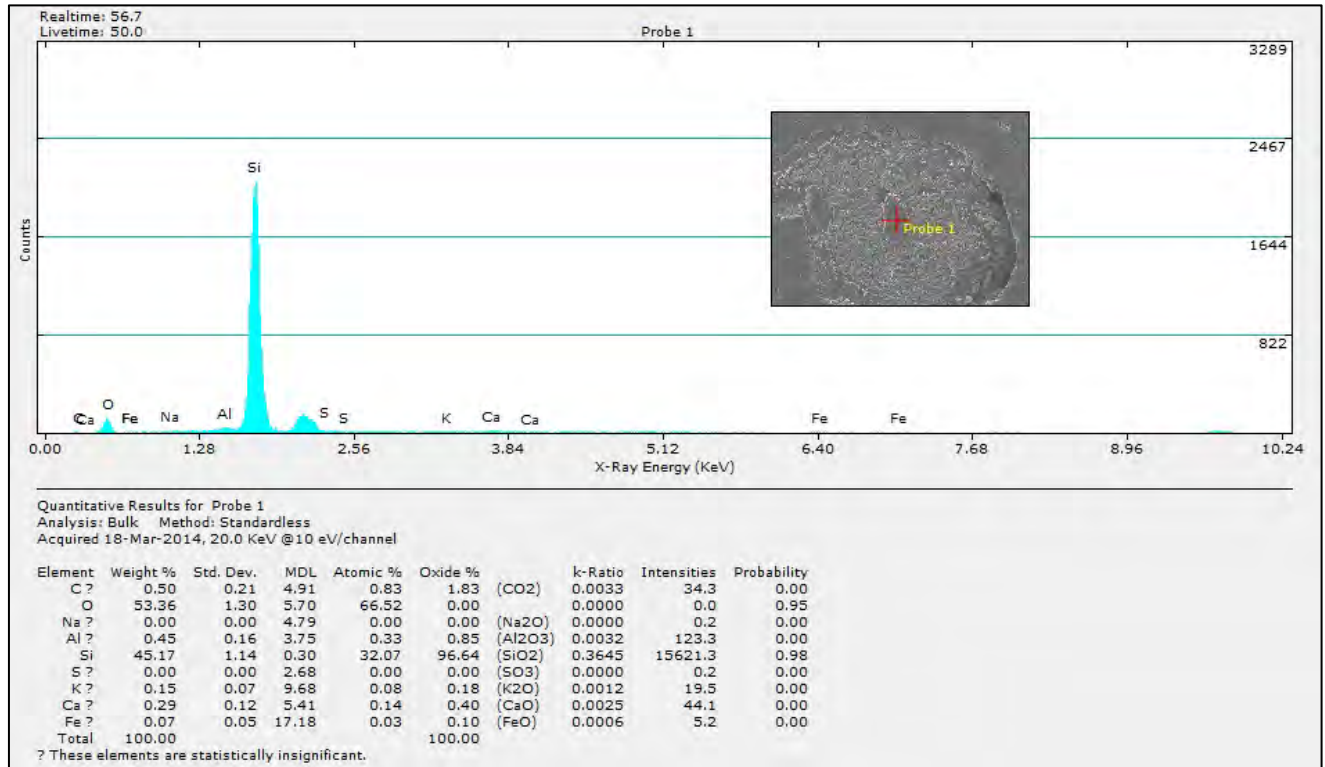 Realtime: 56.7
Livetime: 50.0
Probe 1
3289
2467
1644
822
Counts
Si
Probe 1
C Ca O Fe Na Al S S K Ca Ca Fe Fe
0.00 1.28 2.56 3.84 5.12 6.40 7.68 8.96 10.24
X-Ray Energy (KeV)
Quantitative Results for Probe 1
Analysis: Bulk Method: Standardless
Acquired 18-Mar-2014, 20.0 KeV @10 eV/channel
Element Weight % Std. Dev. MDL Atomic % Oxide % k-Ratio Intensities Probability
C ? 0.50 0.21 4.91 0.83 1.83 (CO2) 0.0033 34.3 0.00
O 53.36 1.30 5.70 66.52 0.00 0.0000 0.0 0.95
Na ? 0.00 0.00 4.79 0.00 0.00 (Na2O) 0.0000 0.2 0.00
Al ? 0.45 0.16 3.75 0.33 0.85 (Al2O3) 0.0032 123.3 0.00
Si 45.17 1.14 0.30 32.07 96.64 (SiO2) 0.3645 15621.3 0.98
S ? 0.00 0.00 2.68 0.00 0.00 (SO3) 0.0000 0.2 0.00
K ? 0.15 0.07 9.68 0.08 0.18 (K2O) 0.0012 19.5 0.00
Ca ? 0.29 0.12 5.41 0.14 0.40 (CaO) 0.0025 44.1 0.00
Fe ? 0.07 0.05 17.18 0.03 0.10 (FeO) 0.0006 5.2 0.00
Total 100.00 100.00
? These elements are statistically insignificant.